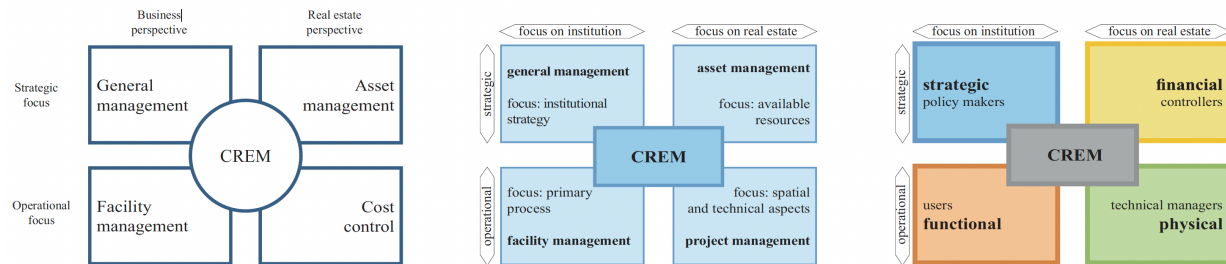 Business
perspective
Real estate
perspective
Strategic
focus
General
management
Asset
management
CREM
Operational
focus
Facility
management
Cost
control
focus on institution
focus on real estate
strategic
general management
focus: institutional
strategy
asset management
focus: available
resources
CREM
operational
focus: primary
process
facility management
focus: spatial
and technical aspects
project management
focus on institution
focus on real estate
strategic
strategic
policy makers
financial
controllers
CREM
operational
users
functional
technical managers
physical